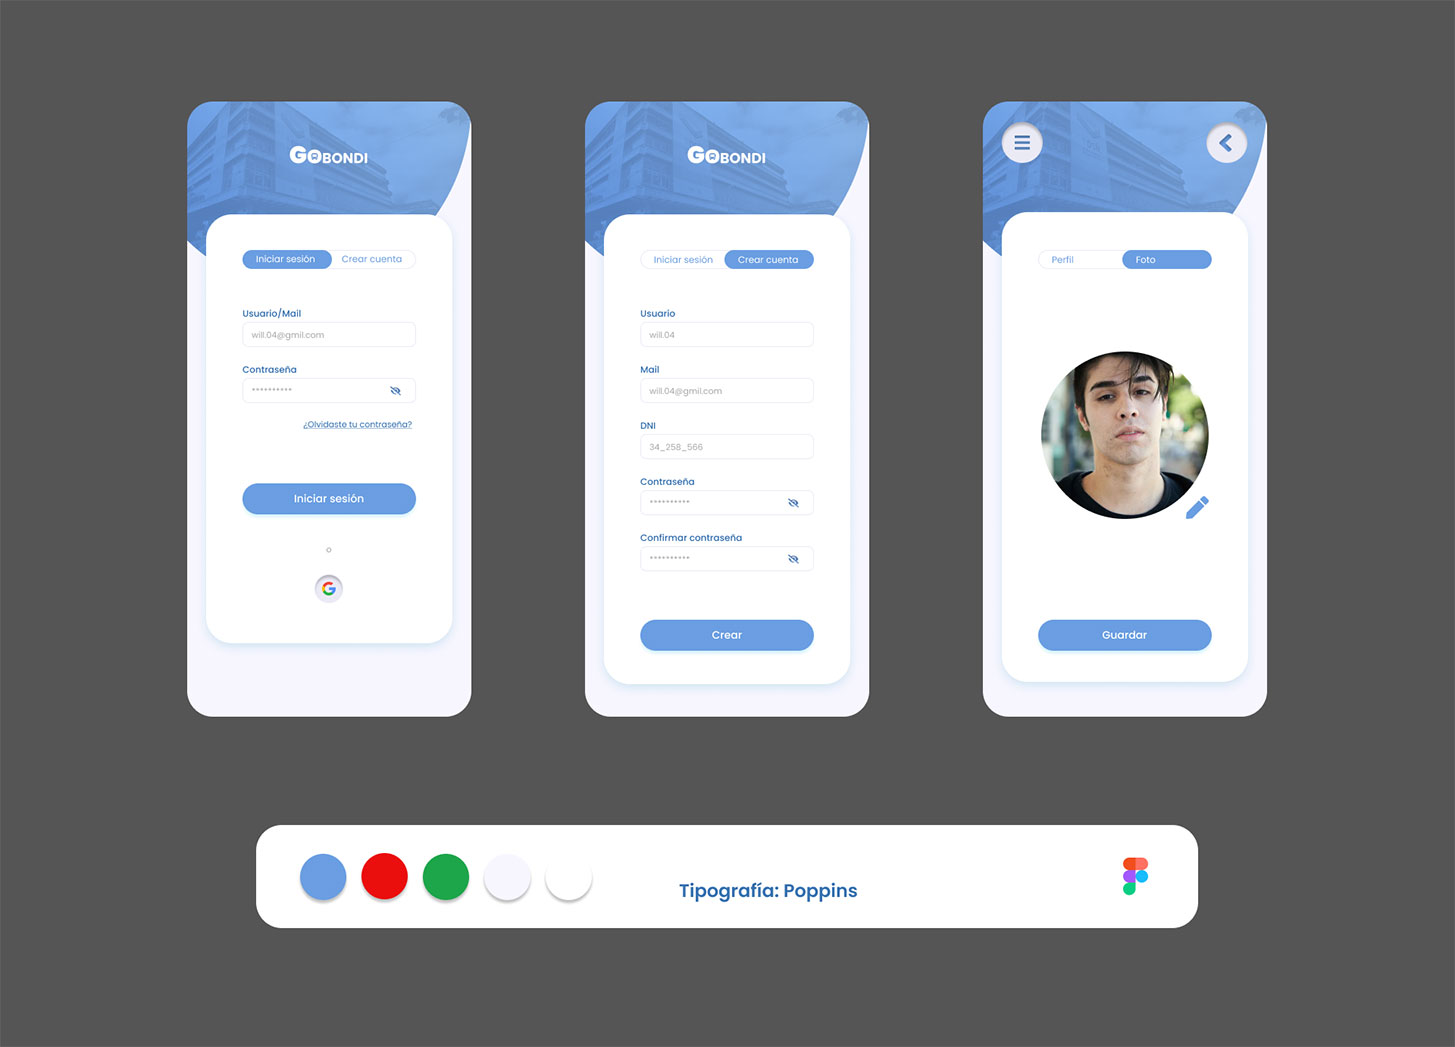 GOBONDI
Iniciar sesión Crear cuenta
Usuario/Mail
will.04@gmil.com
Contraseña
**********
¿Olvidaste tu contraseña?
Iniciar sesión
o
G
GOBONDI
Iniciar sesión Crear cuenta
Usuario
will.04
Mail
will.04@gmil.com
DNI
34_258_566
Contraseña
**********
Confirmar contraseña
**********
Crear
Perfil Foto
Guardar
Tipografía: Poppins